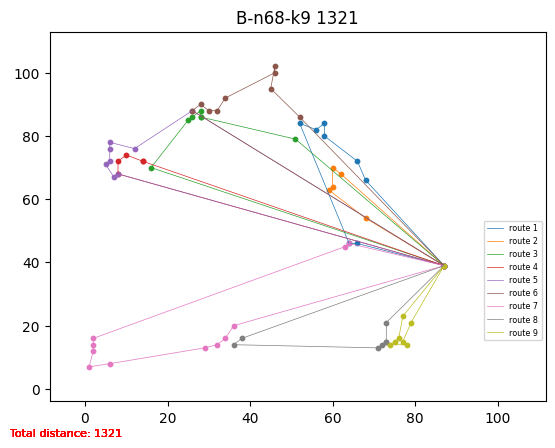 B-n68-k9 1321
100
80
60
40
20
0
0 20 40 60 80 100
route 1
route 2
route 3
route 4
route 5
route 6
route 7
route 8
route 9
Total distance: 1321